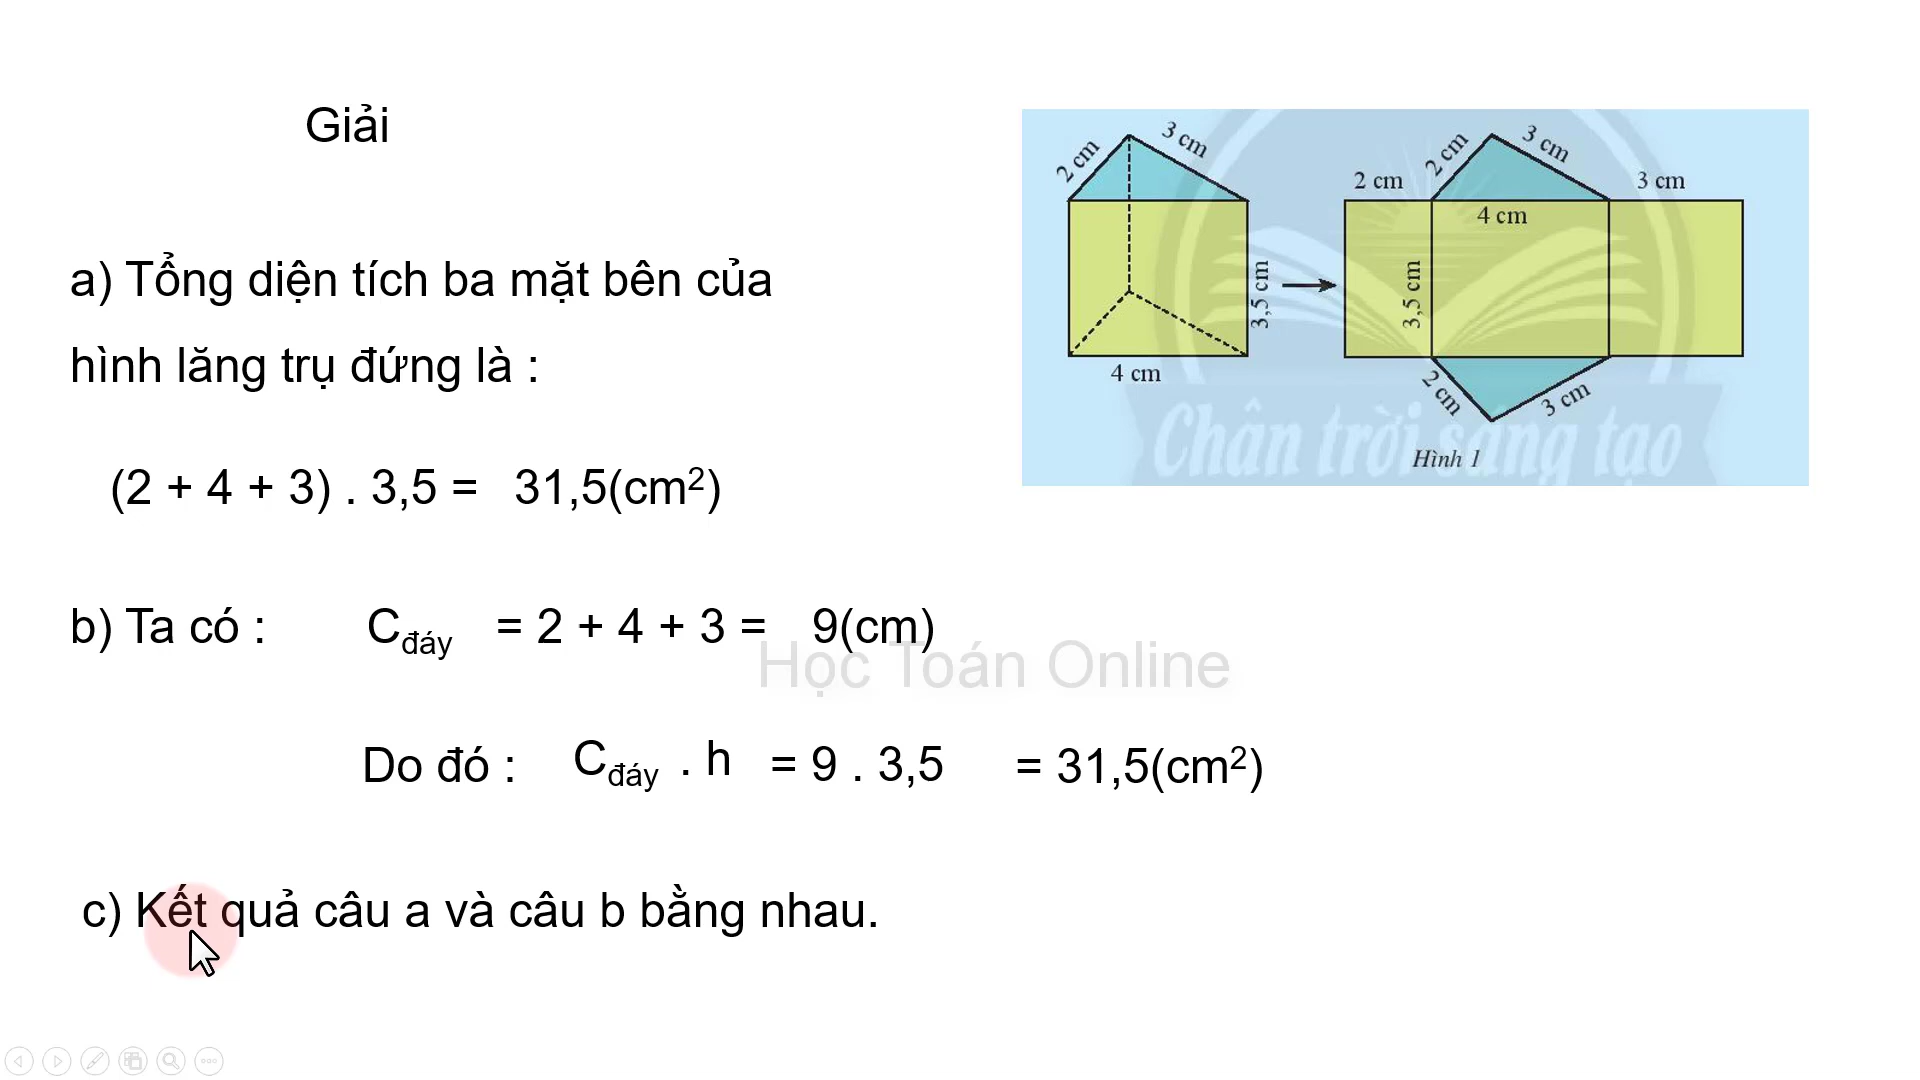 Giải
a) Tổng diện tích ba mặt bên của
hình lăng trụ đứng là :
(2 + 4 + 3) . 3,5 = 31,5(cm²)
b) Ta có : Cđáy = 2 + 4 + 3 = 9(cm)
Học Toán Online
Do đó : Cđáy . h = 9 . 3,5 = 31,5(cm²)
c) Kết quả câu a và câu b bằng nhau.
2 cm
3 cm
3,5 cm
4 cm
2 cm
2 cm
3 cm
3 cm
4 cm
3,5 cm
2 cm
3 cm
Chân trời sáng tạo
Hình 1